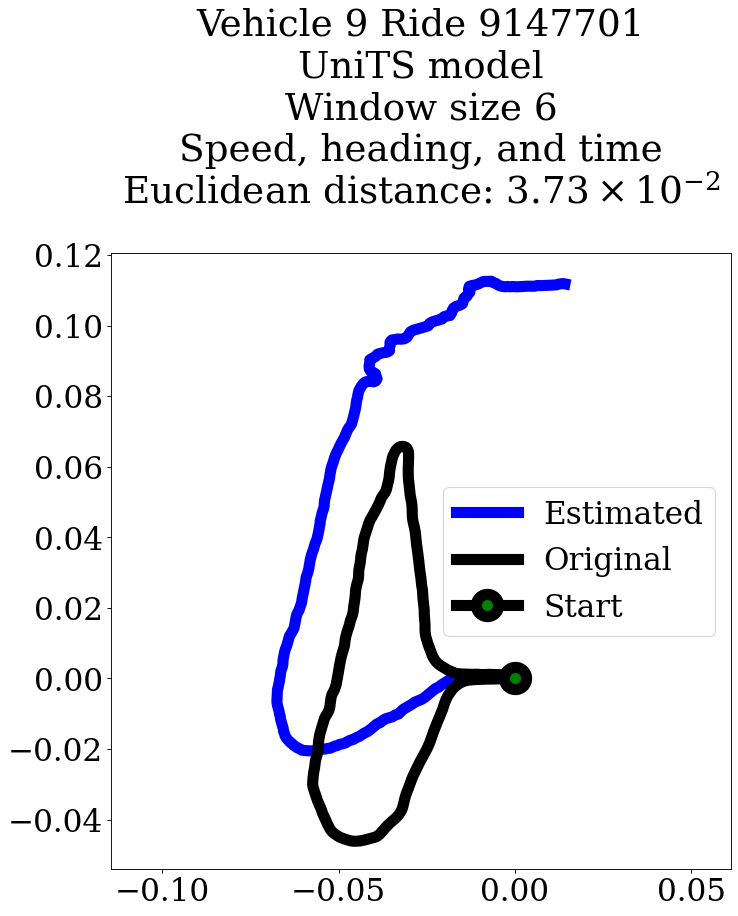 Vehicle 9 Ride 9147701
UniTS model
Window size 6
Speed, heading, and time
Euclidean distance: 3.73 × 10⁻²
0.12
0.10
0.08
0.06
0.04
0.02
0.00
−0.02
−0.04
Estimated
Original
Start
−0.10 −0.05 0.00 0.05